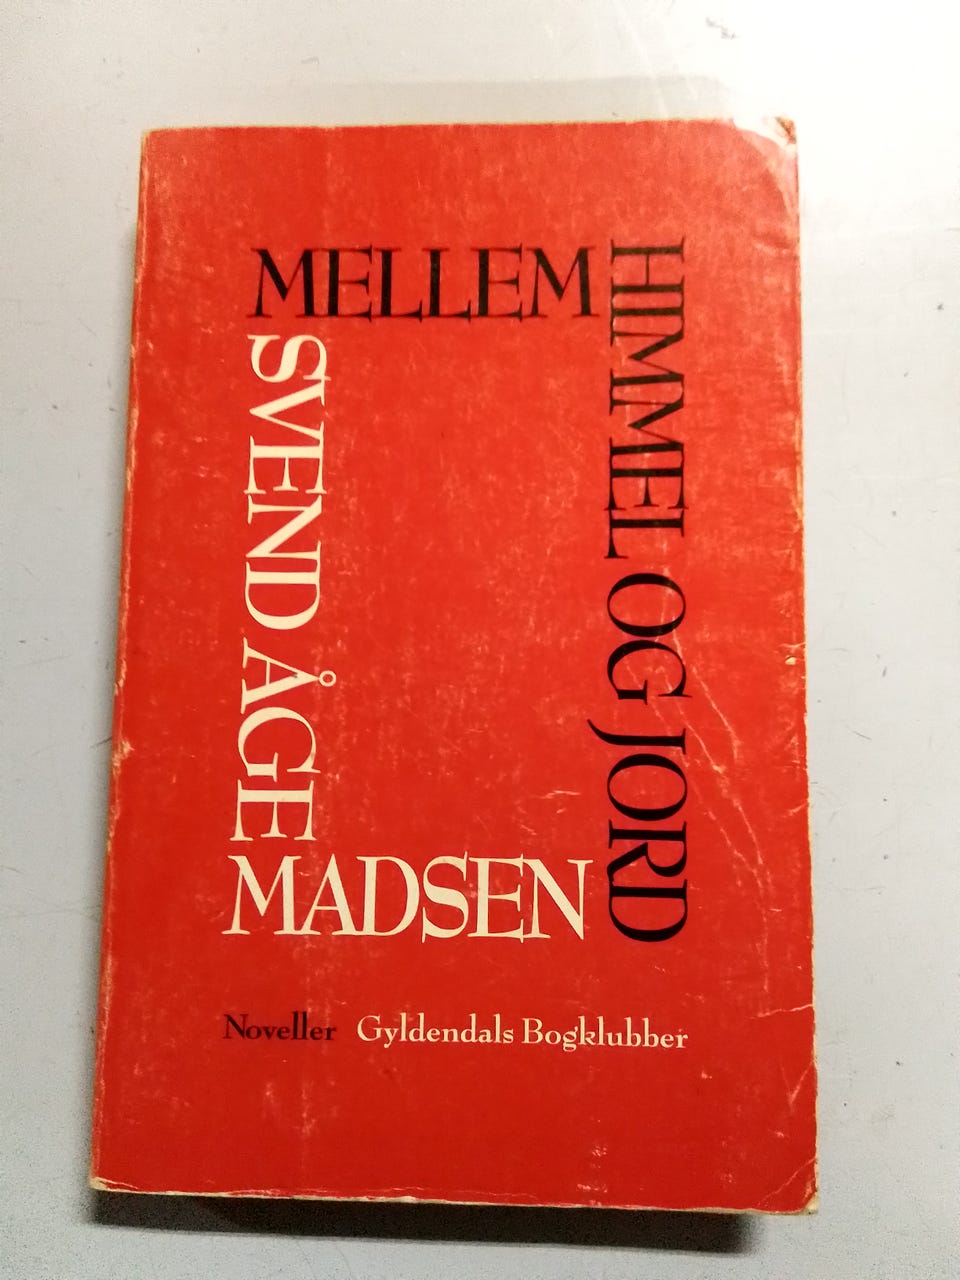 MELLEM
HIMMEL OG JORD
SVEND ÅGE
MADSEN
Noveller Gyldendals Bogklubber